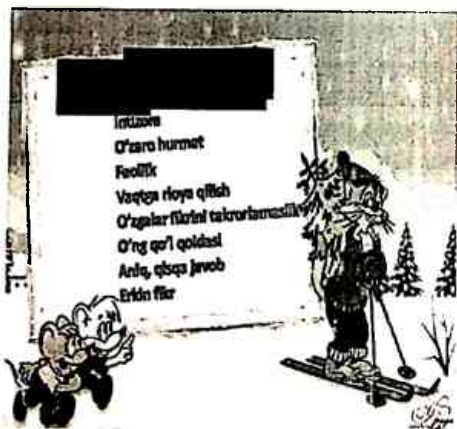 Intizom
O'zaro hurmat
Faollik
Vaqtga rioya qilish
O'zgalar fikrini takrorlamaslik
O'ng qo'l qoidasi
Aniq, qisqa javob
Erkin fikr